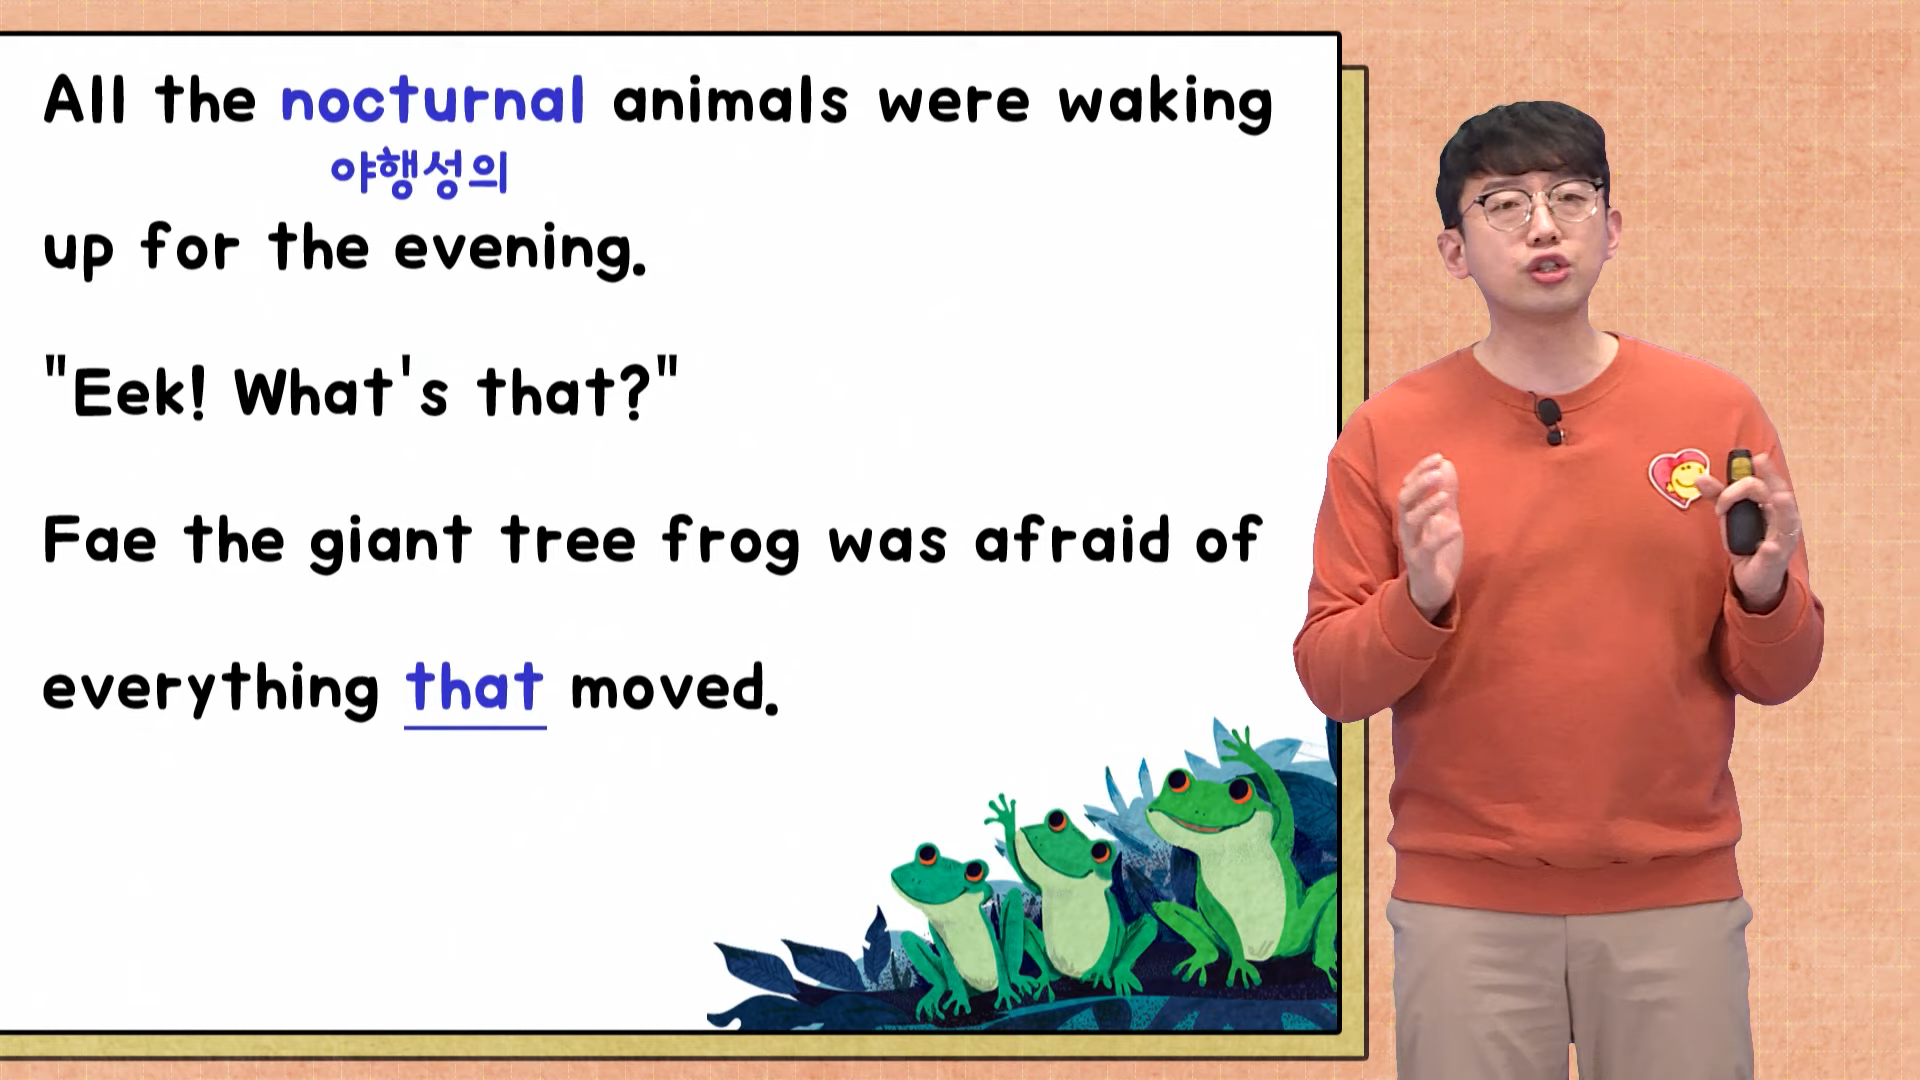 All the nocturnal animals were waking
야행성의
up for the evening.
"Eek! What's that?"
Fae the giant tree frog was afraid of
everything that moved.